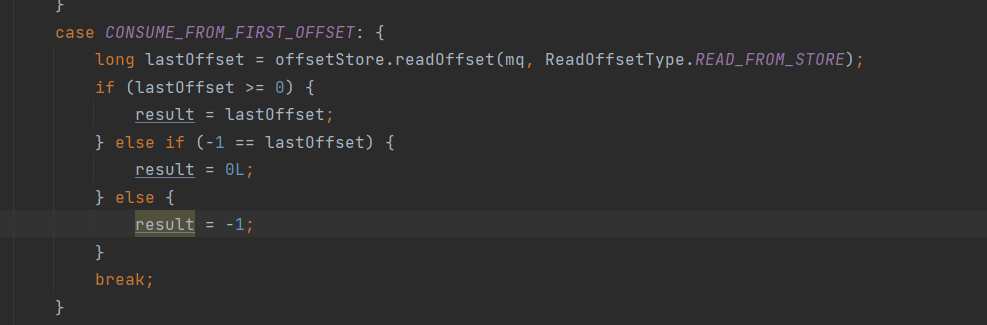 }
case CONSUME_FROM_FIRST_OFFSET: {
long lastOffset = offsetStore.readOffset(mq, ReadOffsetType.READ_FROM_STORE);
if (lastOffset >= 0) {
result = lastOffset;
} else if (-1 == lastOffset) {
result = 0L;
} else {
result = -1;
}
break;
}